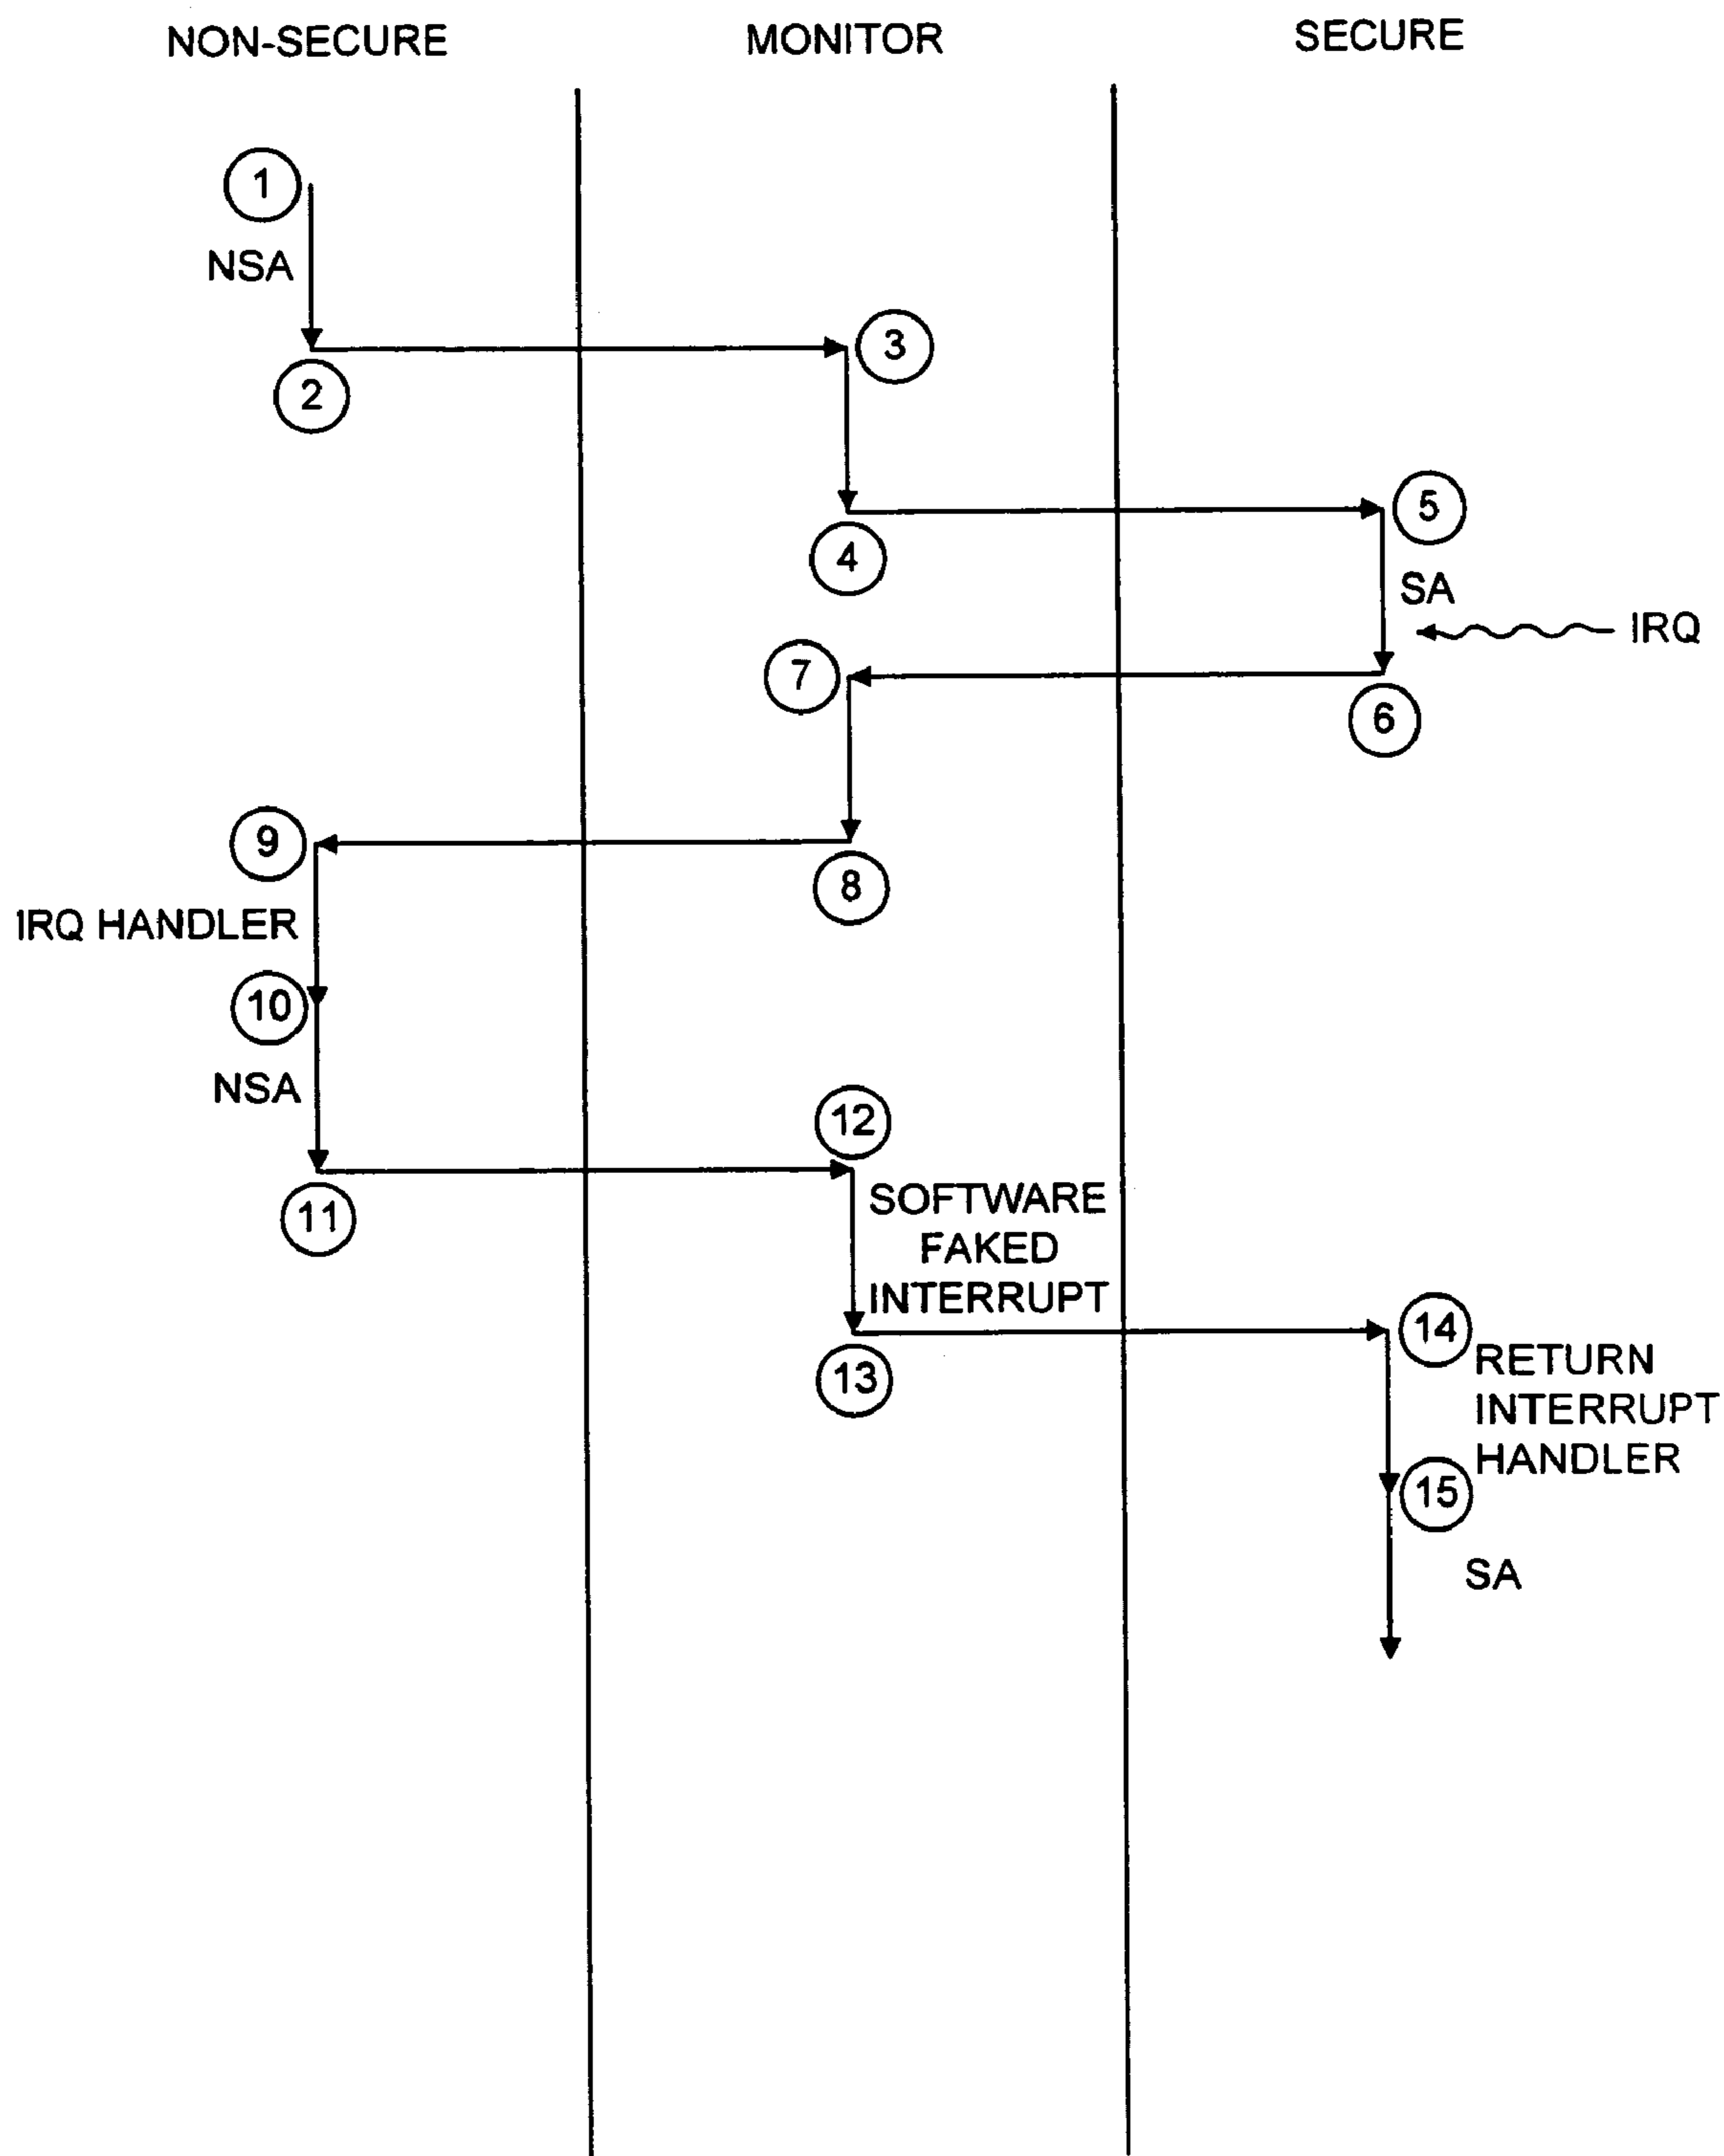 NON-SECURE
MONITOR
SECURE
1
NSA
2
3
4
5
SA
IRQ
6
7
8
9
IRQ HANDLER
10
NSA
11
12
SOFTWARE
FAKED
INTERRUPT
13
14
RETURN
INTERRUPT
HANDLER
15
SA